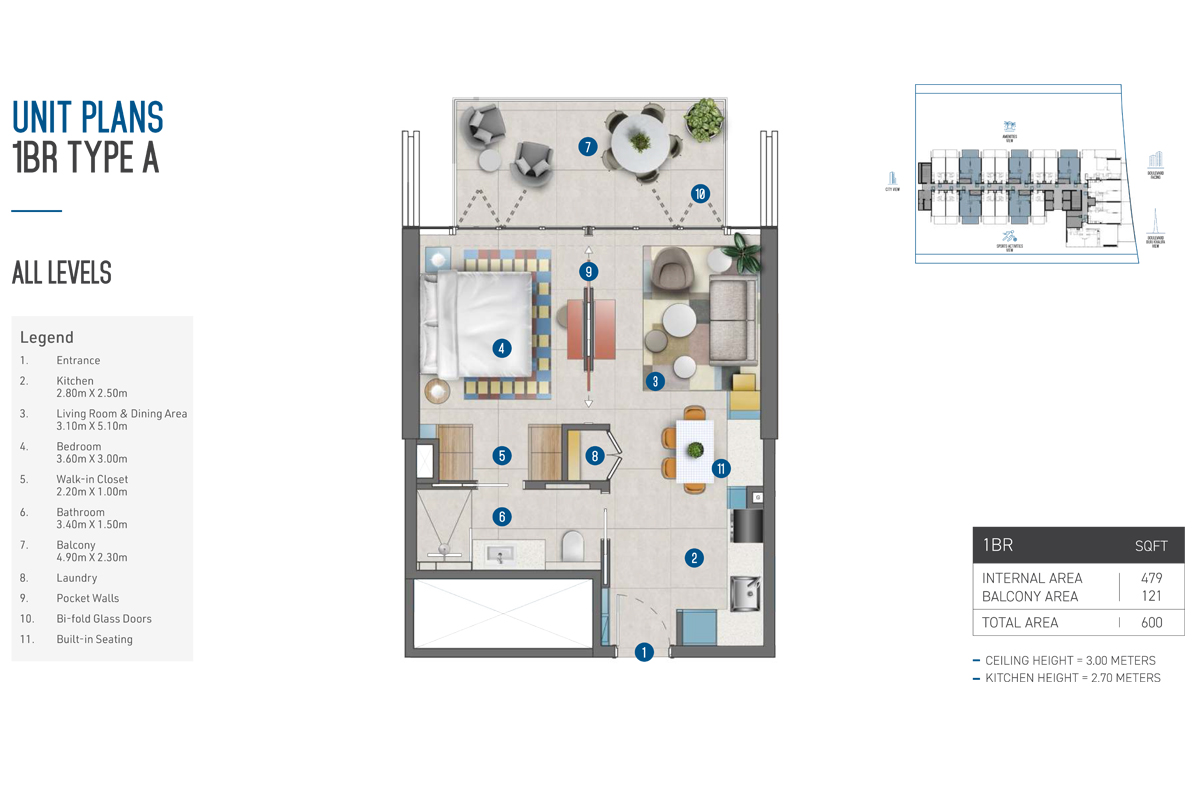 UNIT PLANS
1BR TYPE A
ALL LEVELS
Legend
1. Entrance
2. Kitchen
2.80m X 2.50m
3. Living Room & Dining Area
3.10m X 5.10m
4. Bedroom
3.60m X 3.00m
5. Walk-in Closet
2.20m X 1.00m
6. Bathroom
3.40m X 1.50m
7. Balcony
4.90m X 2.30m
8. Laundry
9. Pocket Walls
10. Bi-fold Glass Doors
11. Built-in Seating
7
10
9
4
3
5
8
11
6
2
1
AMENITIES
VIEW
CITY VIEW
BOULEVARD
FACING
SPORTS ACTIVITIES
VIEW
BOULEVARD
BURJ KHALIFA
VIEW
1BR SQFT
INTERNAL AREA 479
BALCONY AREA 121
TOTAL AREA 600
CEILING HEIGHT = 3.00 METERS
KITCHEN HEIGHT = 2.70 METERS